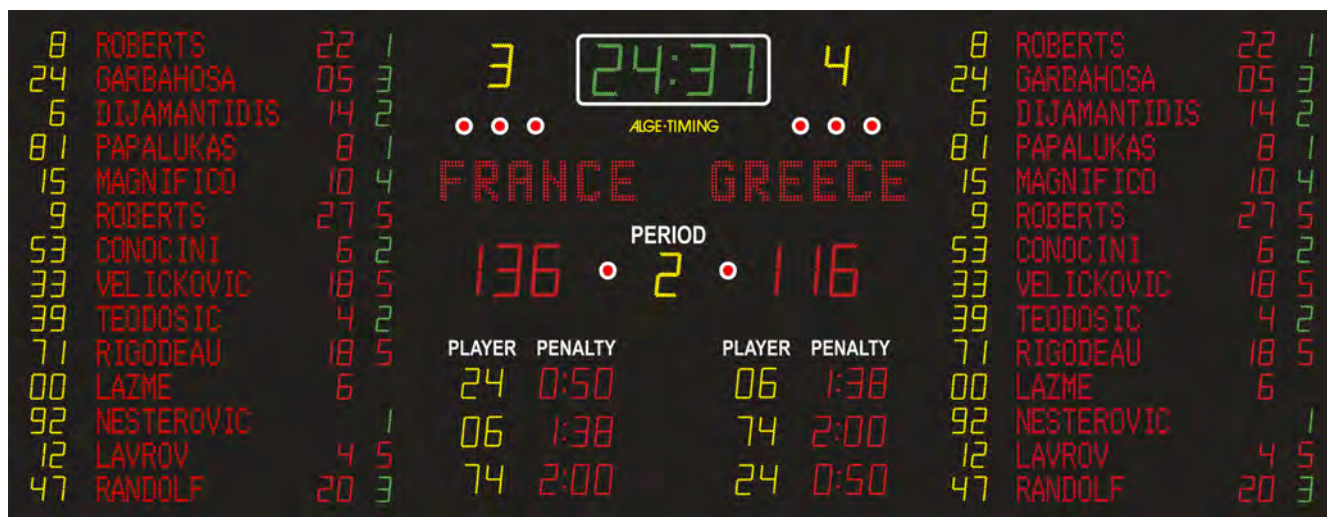 8 ROBERTS 22 1
24 GARBAHOSA 05 3
6 DIJAMANTIDIS 14 2
81 PAPALUKAS 8 1
15 MAGNIFICO 10 4
9 ROBERTS 27 5
53 CONOCINI 6 2
33 VELICKOVIC 18 5
39 TEODOSIC 4 2
71 RIGODEAU 18 5
00 LAZME 6
92 NESTEROVIC 1
12 LAVROV 4 5
47 RANDOLF 20 3
3 24:37 4
ALGE-TIMING
FRANCE GREECE
PERIOD
136 2 116
PLAYER PENALTY PLAYER PENALTY
24 0:50 06 1:38
06 1:38 74 2:00
74 2:00 24 0:50
8 ROBERTS 22 1
24 GARBAHOSA 05 3
6 DIJAMANTIDIS 14 2
81 PAPALUKAS 8 1
15 MAGNIFICO 10 4
9 ROBERTS 27 5
53 CONOCINI 6 2
33 VELICKOVIC 18 5
39 TEODOSIC 4 2
71 RIGODEAU 18 5
00 LAZME 6
92 NESTEROVIC 1
12 LAVROV 4 5
47 RANDOLF 20 3